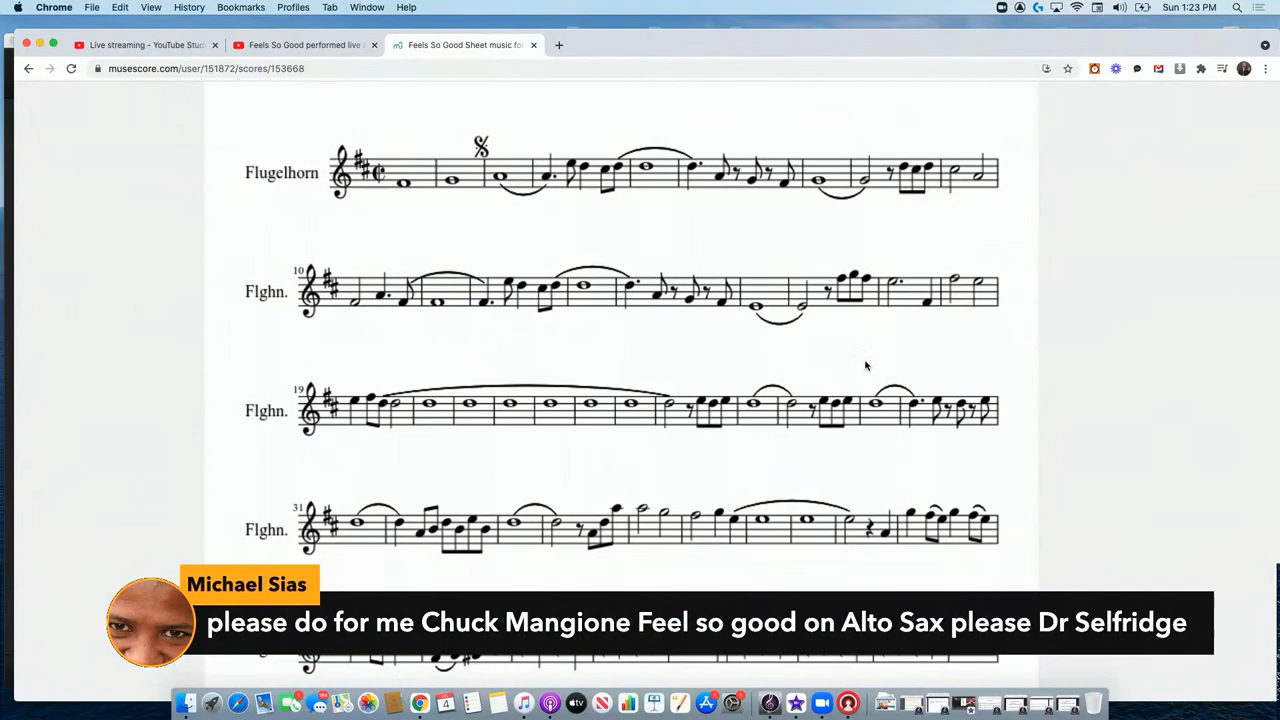 Chrome File Edit View History Bookmarks Profiles Tab Window Help
Sun 1:23 PM
Live streaming - YouTube Stud
Feels So Good performed live
Feels So Good Sheet music for
musescore.com/user/151872/scores/153668
Flugelhorn
10
Flghn.
19
Flghn.
31
Flghn.
Michael Sias
please do for me Chuck Mangione Feel so good on Alto Sax please Dr Selfridge